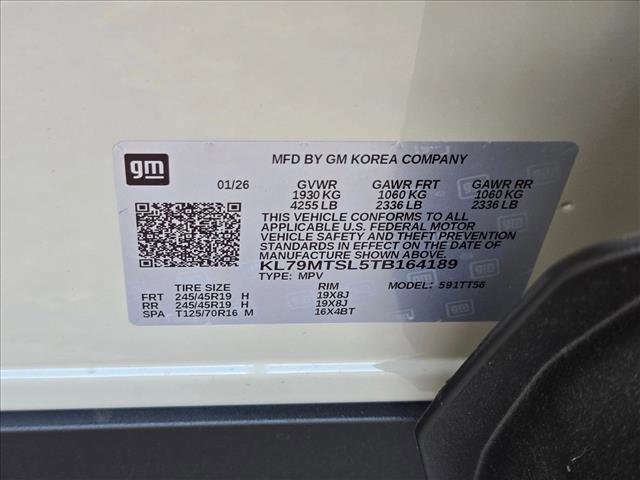 gm
MFD BY GM KOREA COMPANY
01/26 GVWR GAWR FRT GAWR RR
1930 KG 1060 KG 1060 KG
4255 LB 2336 LB 2336 LB
THIS VEHICLE CONFORMS TO ALL
APPLICABLE U.S. FEDERAL MOTOR
VEHICLE SAFETY AND THEFT PREVENTION
STANDARDS IN EFFECT ON THE DATE OF
MANUFACTURE SHOWN ABOVE.
KL79MTSL5TB164189
TYPE: MPV MODEL: 591TT56
TIRE SIZE RIM
FRT 245/45R19 H 19X8J
RR 245/45R19 H 19X8J
SPA T125/70R16 M 16X4BT